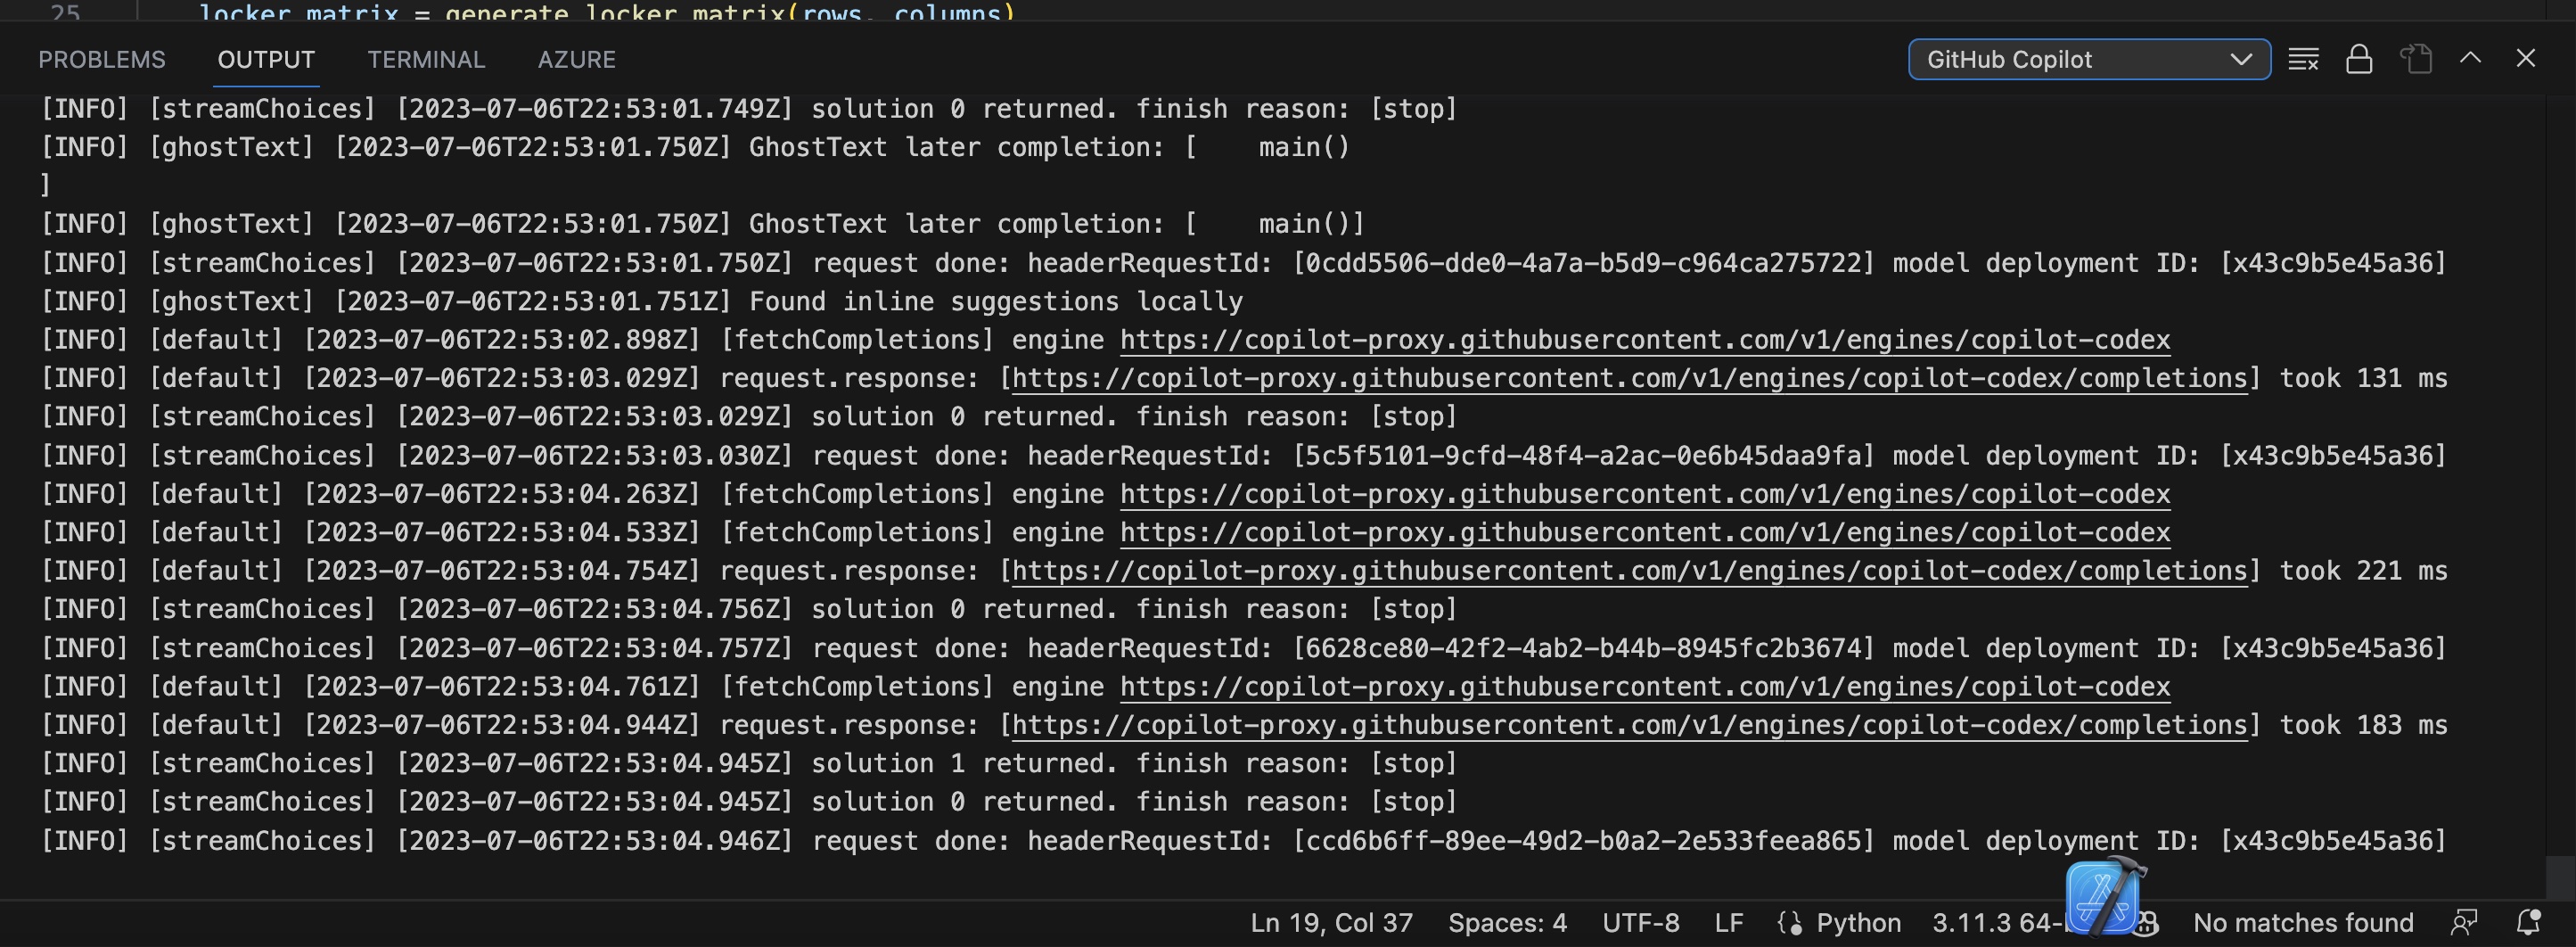 25 locker_matrix = generate_locker_matrix(rows, columns)
PROBLEMS OUTPUT TERMINAL AZURE GitHub Copilot
[INFO] [streamChoices] [2023-07-06T22:53:01.749Z] solution 0 returned. finish reason: [stop]
[INFO] [ghostText] [2023-07-06T22:53:01.750Z] GhostText later completion: [    main()
]
[INFO] [ghostText] [2023-07-06T22:53:01.750Z] GhostText later completion: [    main()]
[INFO] [streamChoices] [2023-07-06T22:53:01.750Z] request done: headerRequestId: [0cdd5506-dde0-4a7a-b5d9-c964ca275722] model deployment ID: [x43c9b5e45a36]
[INFO] [ghostText] [2023-07-06T22:53:01.751Z] Found inline suggestions locally
[INFO] [default] [2023-07-06T22:53:02.898Z] [fetchCompletions] engine https://copilot-proxy.githubusercontent.com/v1/engines/copilot-codex
[INFO] [default] [2023-07-06T22:53:03.029Z] request.response: [https://copilot-proxy.githubusercontent.com/v1/engines/copilot-codex/completions] took 131 ms
[INFO] [streamChoices] [2023-07-06T22:53:03.029Z] solution 0 returned. finish reason: [stop]
[INFO] [streamChoices] [2023-07-06T22:53:03.030Z] request done: headerRequestId: [5c5f5101-9cfd-48f4-a2ac-0e6b45daa9fa] model deployment ID: [x43c9b5e45a36]
[INFO] [default] [2023-07-06T22:53:04.263Z] [fetchCompletions] engine https://copilot-proxy.githubusercontent.com/v1/engines/copilot-codex
[INFO] [default] [2023-07-06T22:53:04.533Z] [fetchCompletions] engine https://copilot-proxy.githubusercontent.com/v1/engines/copilot-codex
[INFO] [default] [2023-07-06T22:53:04.754Z] request.response: [https://copilot-proxy.githubusercontent.com/v1/engines/copilot-codex/completions] took 221 ms
[INFO] [streamChoices] [2023-07-06T22:53:04.756Z] solution 0 returned. finish reason: [stop]
[INFO] [streamChoices] [2023-07-06T22:53:04.757Z] request done: headerRequestId: [6628ce80-42f2-4ab2-b44b-8945fc2b3674] model deployment ID: [x43c9b5e45a36]
[INFO] [default] [2023-07-06T22:53:04.761Z] [fetchCompletions] engine https://copilot-proxy.githubusercontent.com/v1/engines/copilot-codex
[INFO] [default] [2023-07-06T22:53:04.944Z] request.response: [https://copilot-proxy.githubusercontent.com/v1/engines/copilot-codex/completions] took 183 ms
[INFO] [streamChoices] [2023-07-06T22:53:04.945Z] solution 1 returned. finish reason: [stop]
[INFO] [streamChoices] [2023-07-06T22:53:04.945Z] solution 0 returned. finish reason: [stop]
[INFO] [streamChoices] [2023-07-06T22:53:04.946Z] request done: headerRequestId: [ccd6b6ff-89ee-49d2-b0a2-2e533feea865] model deployment ID: [x43c9b5e45a36]
Ln 19, Col 37 Spaces: 4 UTF-8 LF Python 3.11.3 64- No matches found